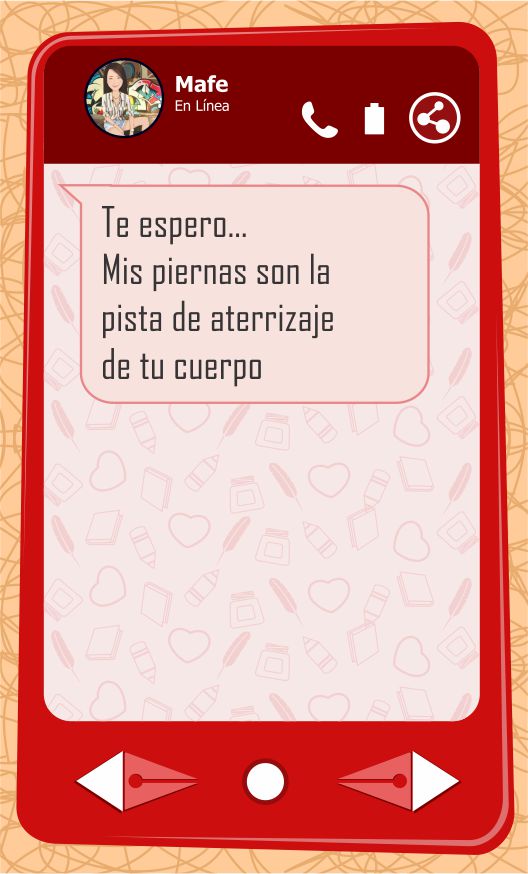 Mafe
En Línea
Te espero...
Mis piernas son la
pista de aterrizaje
de tu cuerpo